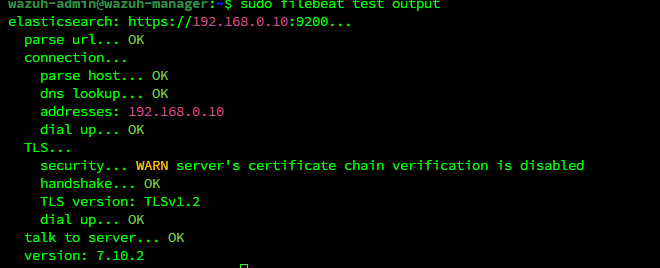 wazuh-admin@wazuh-manager:~$ sudo filebeat test output
elasticsearch: https://192.168.0.10:9200...
parse url... OK
connection...
parse host... OK
dns lookup... OK
addresses: 192.168.0.10
dial up... OK
TLS...
security... WARN server's certificate chain verification is disabled
handshake... OK
TLS version: TLSv1.2
dial up... OK
talk to server... OK
version: 7.10.2